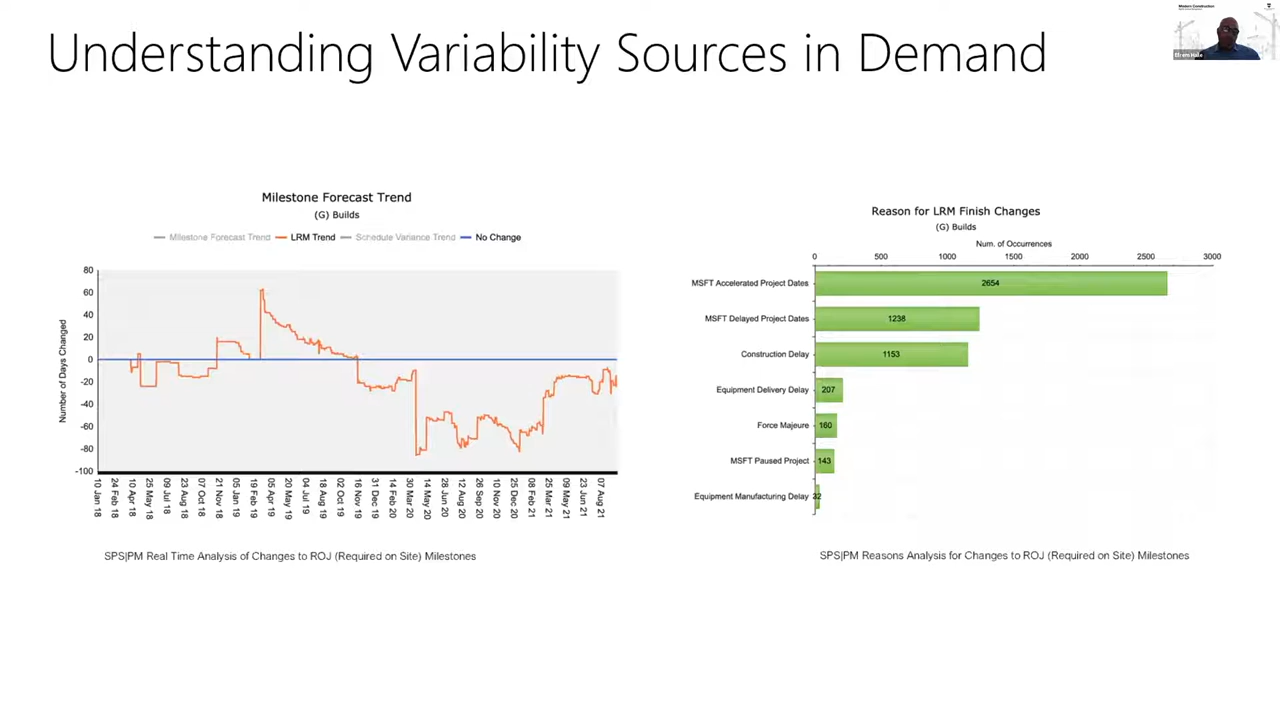 Understanding Variability Sources in Demand
Modern Construction
Efrem Hale
Milestone Forecast Trend
(G) Builds
Milestone Forecast Trend LRM Trend Schedule Variance Trend No Change
Number of Days Changed
80
60
40
20
0
-20
-40
-60
-80
-100
10 Jan 18
24 Feb 18
10 Apr 18
25 May 18
09 Jul 18
23 Aug 18
07 Oct 18
21 Nov 18
05 Jan 19
19 Feb 19
05 Apr 19
20 May 19
04 Jul 19
18 Aug 19
02 Oct 19
16 Nov 19
31 Dec 19
14 Feb 20
30 Mar 20
14 May 20
28 Jun 20
12 Aug 20
26 Sep 20
10 Nov 20
25 Dec 20
08 Feb 21
25 Mar 21
09 May 21
23 Jun 21
07 Aug 21
SPS|PM Real Time Analysis of Changes to ROJ (Required on Site) Milestones
Reason for LRM Finish Changes
(G) Builds
Num. of Occurrences
0 500 1000 1500 2000 2500 3000
MSFT Accelerated Project Dates 2654
MSFT Delayed Project Dates 1238
Construction Delay 1153
Equipment Delivery Delay 207
Force Majeure 160
MSFT Paused Project 143
Equipment Manufacturing Delay 32
SPS|PM Reasons Analysis for Changes to ROJ (Required on Site) Milestones